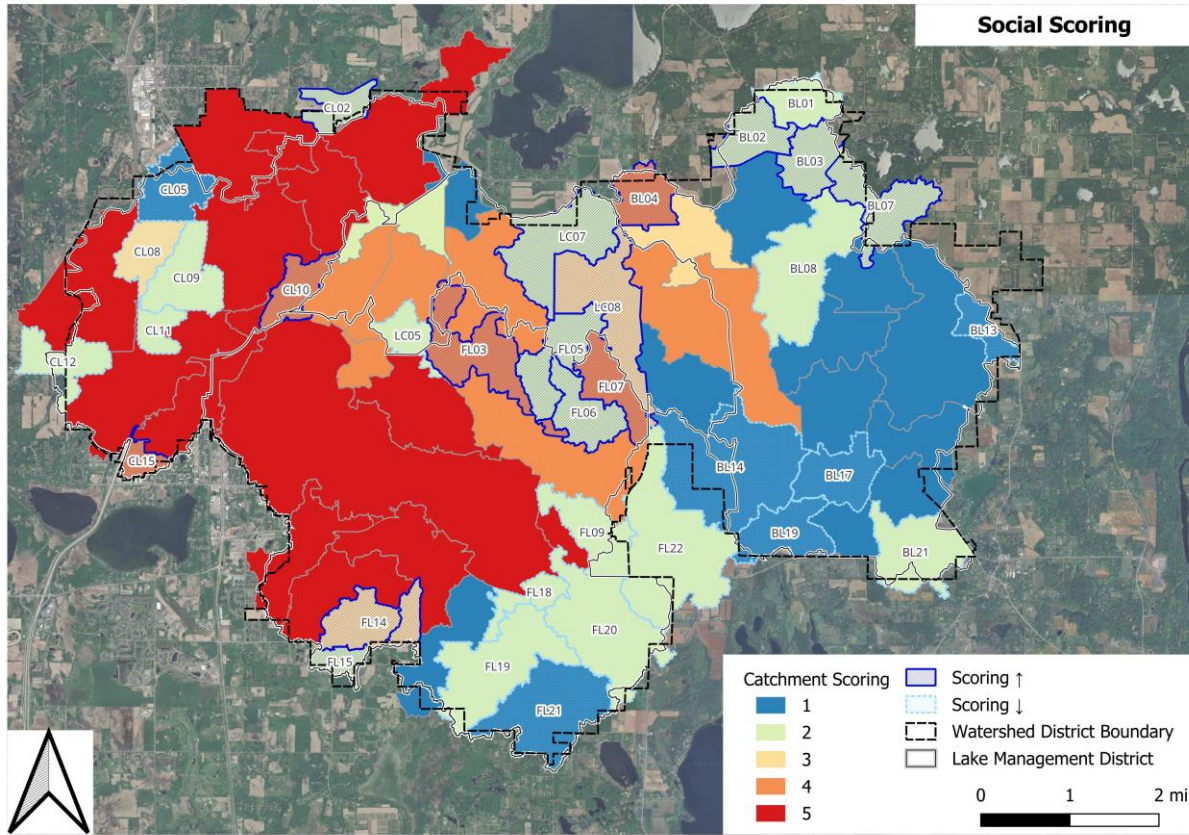 Social Scoring
CL02
BL01
BL02
BL03
CL05
BL04
BL07
LC07
CL08
CL09
BL08
CL10
LC08
CL11
LC05
BL13
CL12
FL03
FL05
FL07
FL06
CL15
BL14
BL17
FL09
BL19
FL22
BL21
FL18
FL14
FL20
FL15
FL19
FL21
Catchment Scoring
1
2
3
4
5
Scoring ↑
Scoring ↓
Watershed District Boundary
Lake Management District
0 1 2 mi